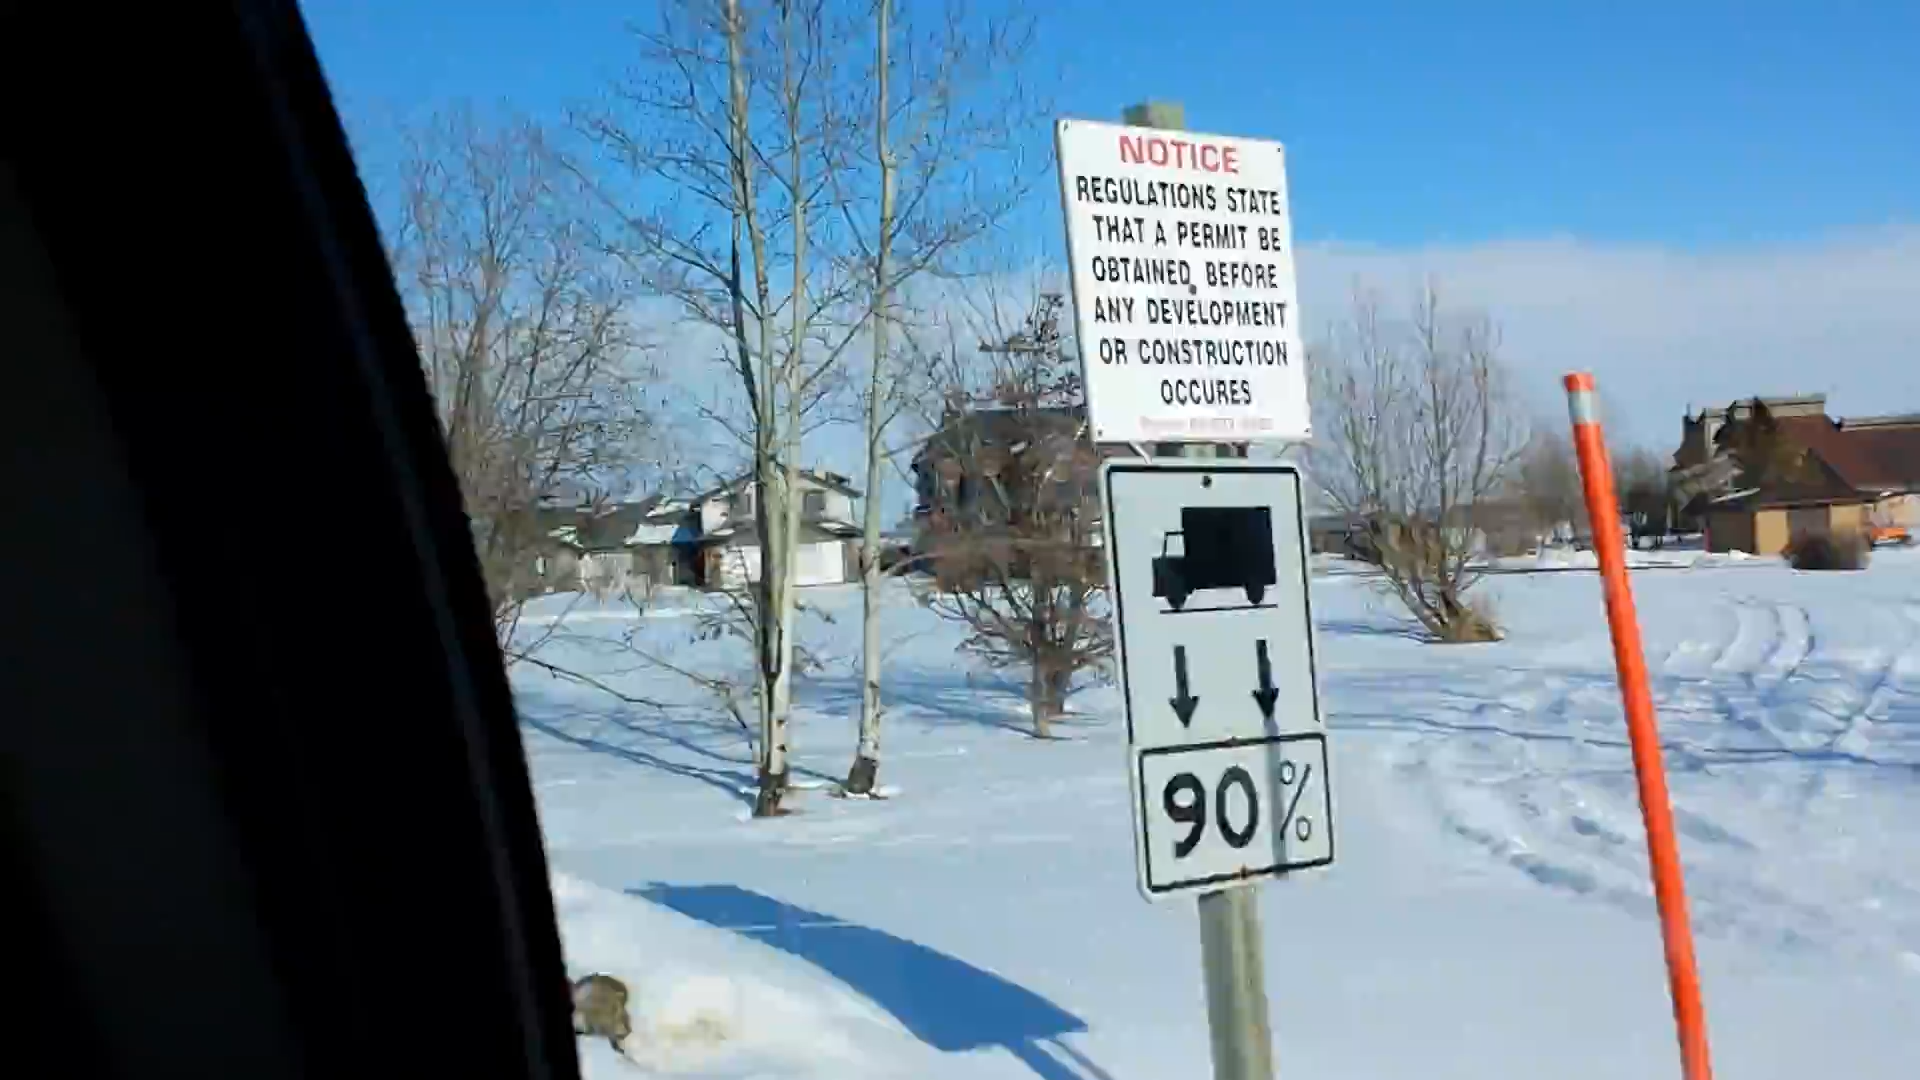 NOTICE
REGULATIONS STATE
THAT A PERMIT BE
OBTAINED BEFORE
ANY DEVELOPMENT
OR CONSTRUCTION
OCCURES
90%